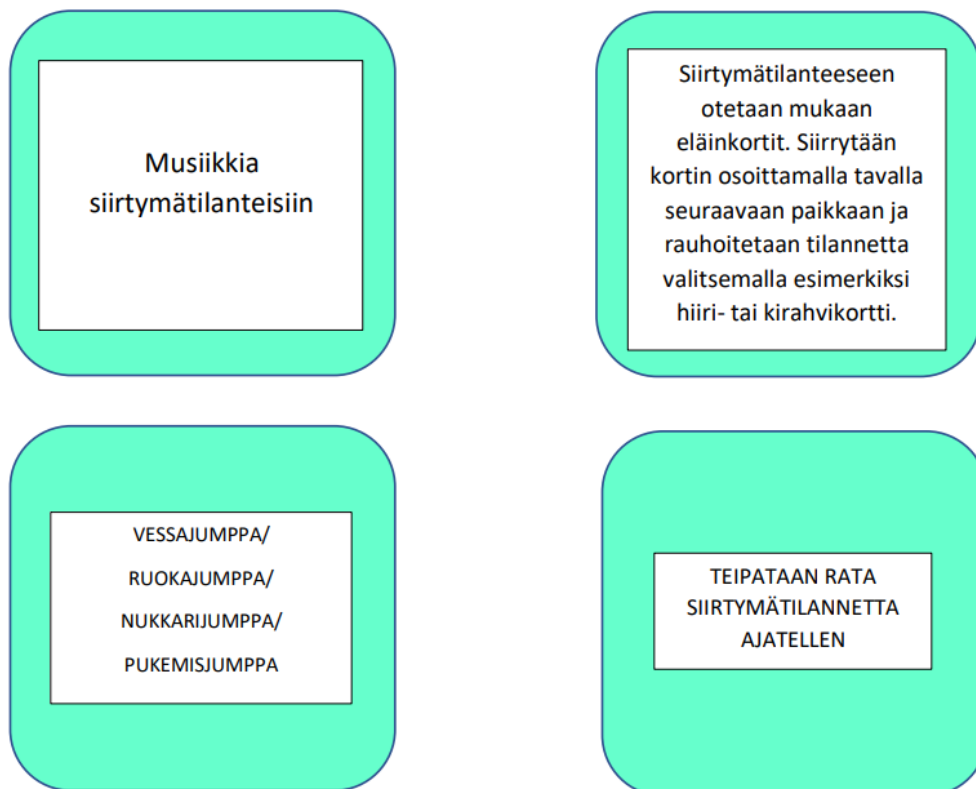 Musiikkia
siirtymätilanteisiin
Siirtymätilanteeseen
otetaan mukaan
eläinkortit. Siirrytään
kortin osoittamalla tavalla
seuraavaan paikkaan ja
rauhoitetaan tilannetta
valitsemalla esimerkiksi
hiiri- tai kirahvikortti.
VESSAJUMPPA/
RUOKAJUMPPA/
NUKKARIJUMPPA/
PUKEMISJUMPPA
TEIPATAAN RATA
SIIRTYMÄTILANNETTA
AJATELLEN